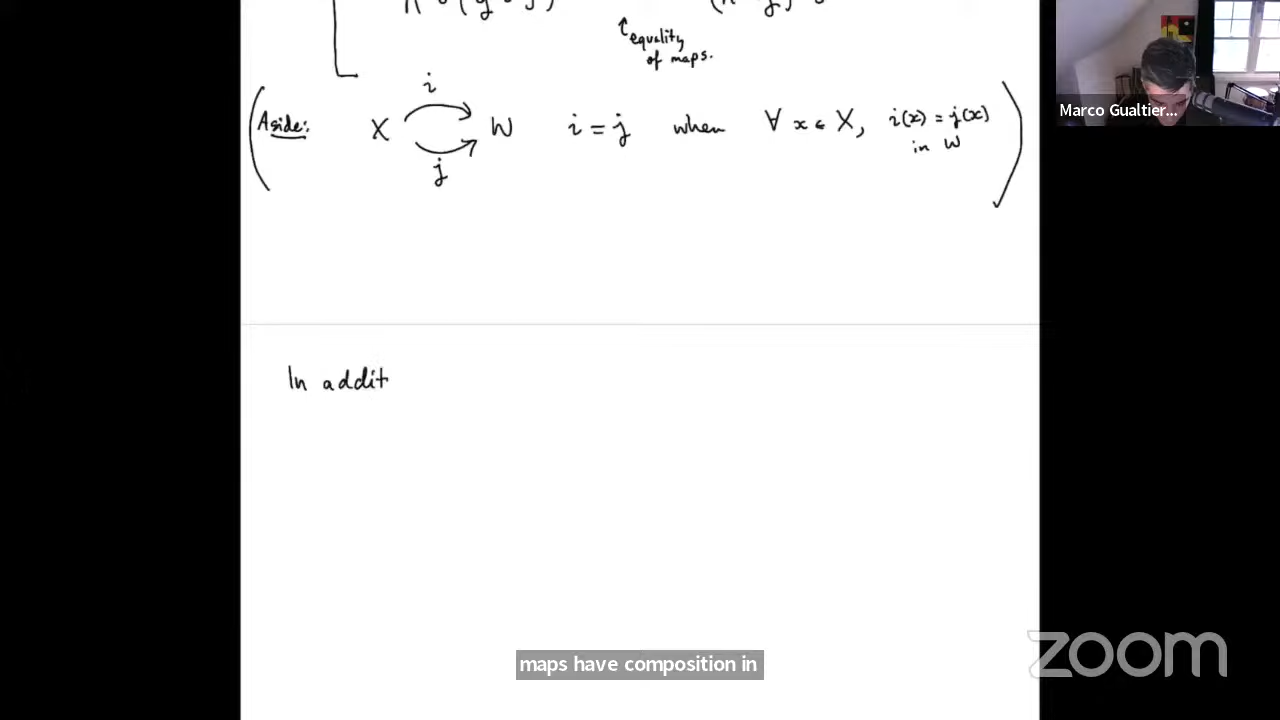 equality
of maps.
i
Aside: X W i = j when ∀ x ∈ X, i(x) = j(x)
in W
j
In addit
maps have composition in
Marco Gualtier...
zoom